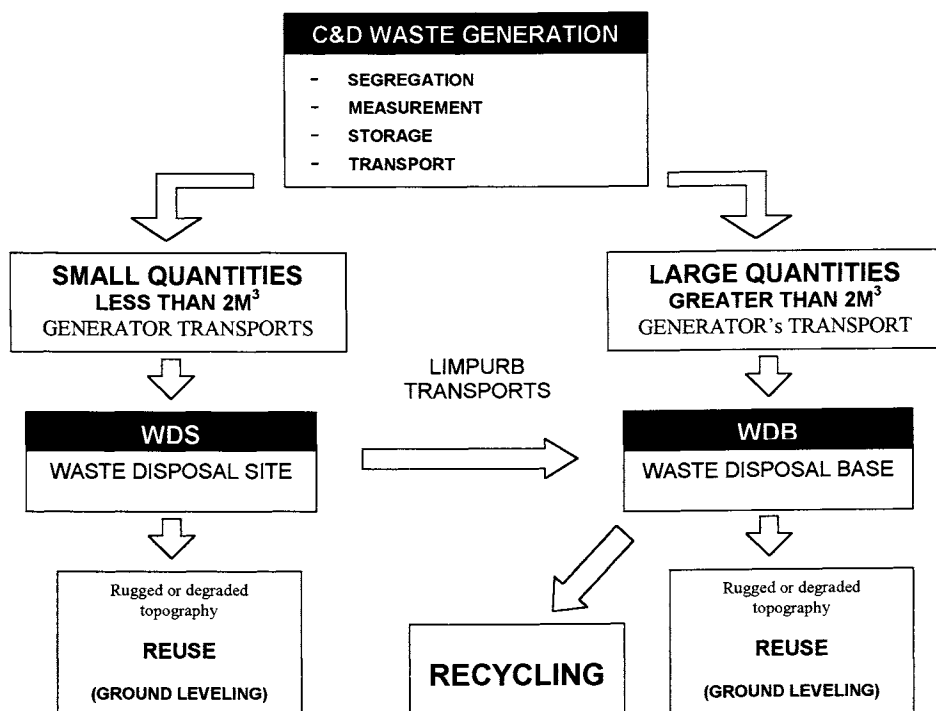 C&D WASTE GENERATION
- SEGREGATION
- MEASUREMENT
- STORAGE
- TRANSPORT
SMALL QUANTITIES
LESS THAN 2M³
GENERATOR TRANSPORTS
LARGE QUANTITIES
GREATER THAN 2M³
GENERATOR's TRANSPORT
LIMPURB
TRANSPORTS
WDS
WASTE DISPOSAL SITE
WDB
WASTE DISPOSAL BASE
Rugged or degraded
topography
REUSE
(GROUND LEVELING)
RECYCLING
Rugged or degraded
topography
REUSE
(GROUND LEVELING)